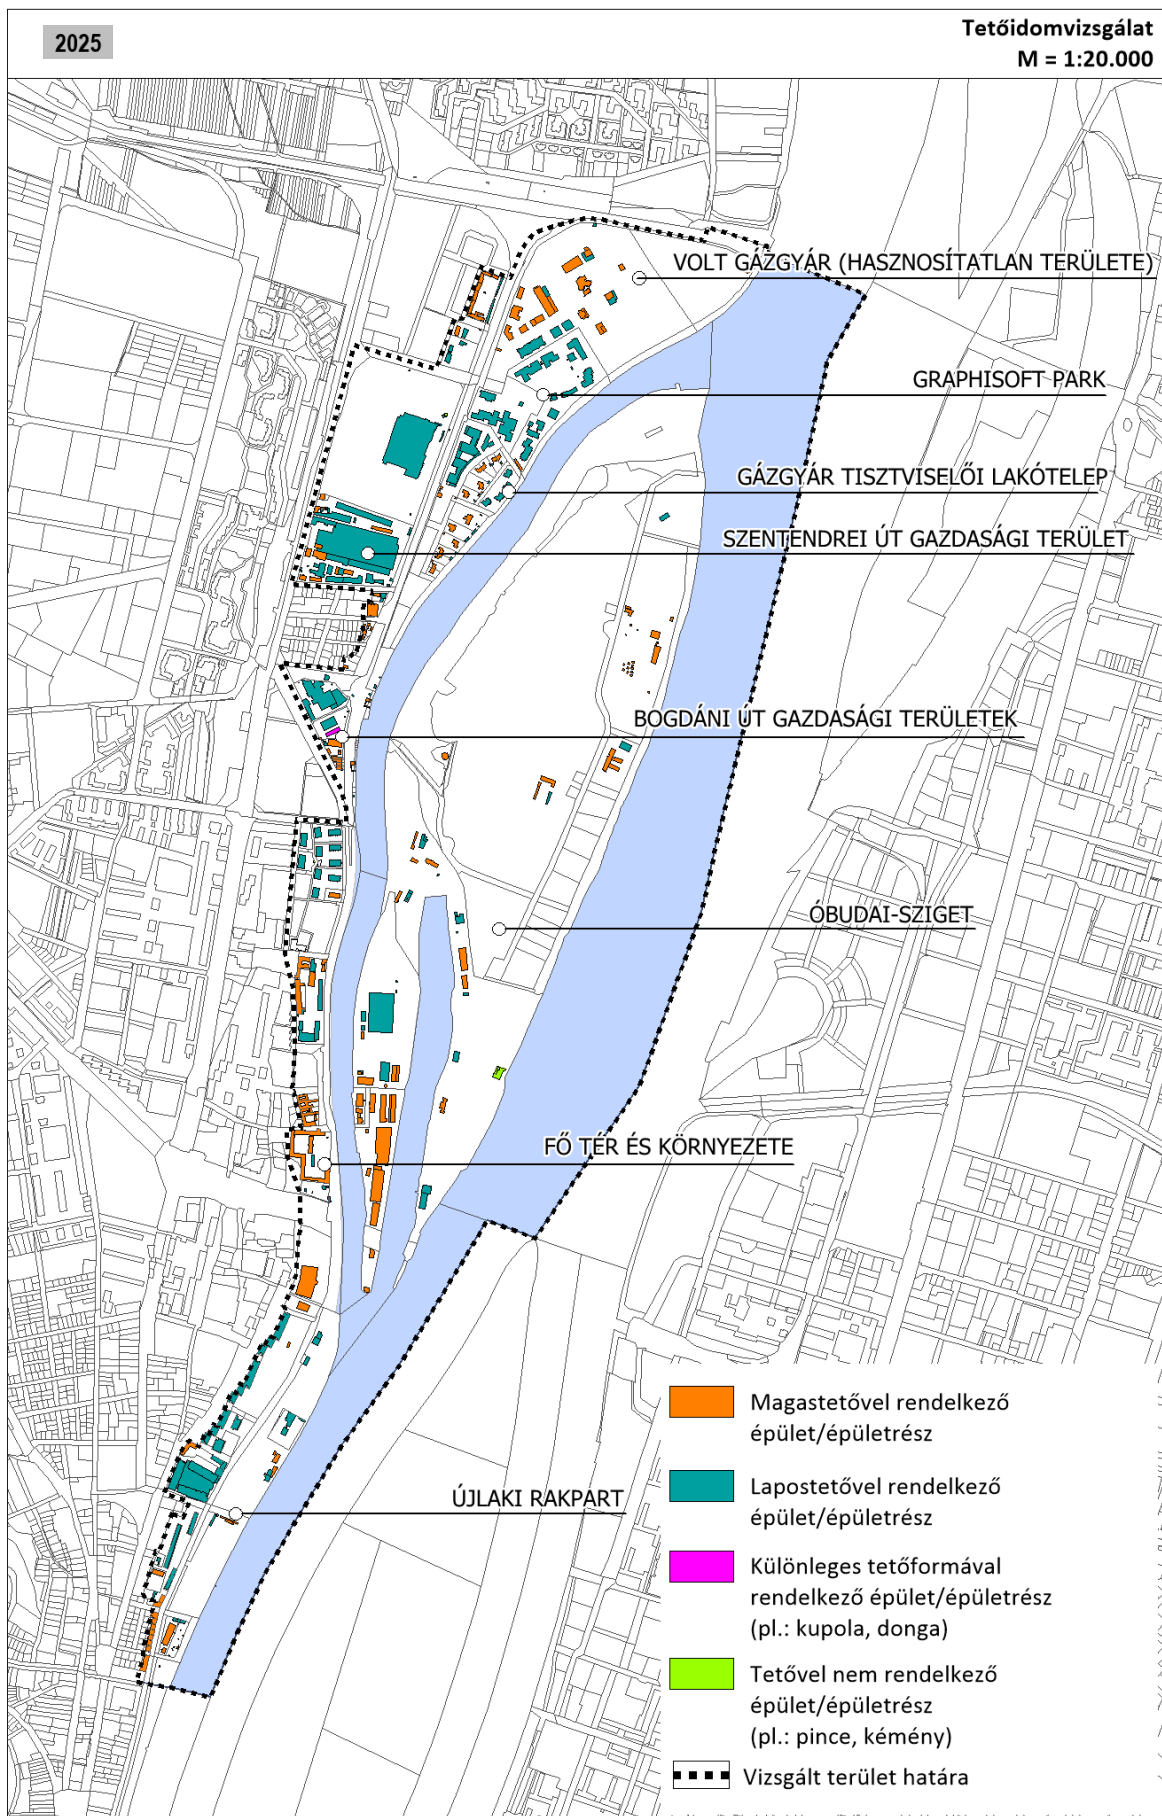 2025
Tetőidomvizsgálat
M = 1:20.000
VOLT GÁZGYÁR (HASZNOSÍTATLAN TERÜLETE)
GRAPHISOFT PARK
GÁZGYÁR TISZTVISELŐI LAKÓTELEP
SZENTENDREI ÚT GAZDASÁGI TERÜLET
BOGDÁNI ÚT GAZDASÁGI TERÜLETEK
ÓBUDAI-SZIGET
FŐ TÉR ÉS KÖRNYEZETE
ÚJLAKI RAKPART
Magastetővel rendelkező
épület/épületrész
Lapostetővel rendelkező
épület/épületrész
Különleges tetőformával
rendelkező épület/épületrész
(pl.: kupola, donga)
Tetővel nem rendelkező
épület/épületrész
(pl.: pince, kémény)
Vizsgált terület határa